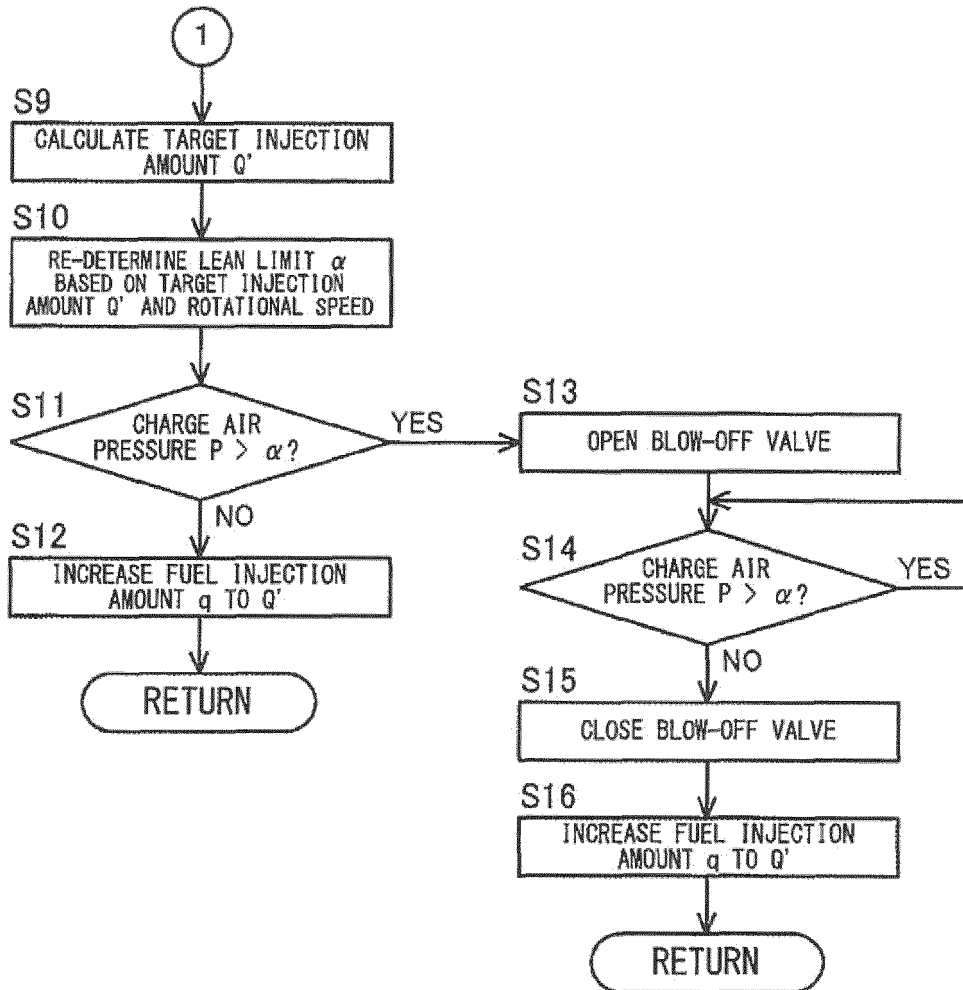 1
S9
CALCULATE TARGET INJECTION
AMOUNT Q'
S10
RE-DETERMINE LEAN LIMIT α
BASED ON TARGET INJECTION
AMOUNT Q' AND ROTATIONAL SPEED
S11
CHARGE AIR
PRESSURE P > α?
YES
NO
S12
INCREASE FUEL INJECTION
AMOUNT q TO Q'
RETURN
S13
OPEN BLOW-OFF VALVE
S14
CHARGE AIR
PRESSURE P > α?
YES
NO
S15
CLOSE BLOW-OFF VALVE
S16
INCREASE FUEL INJECTION
AMOUNT q TO Q'
RETURN